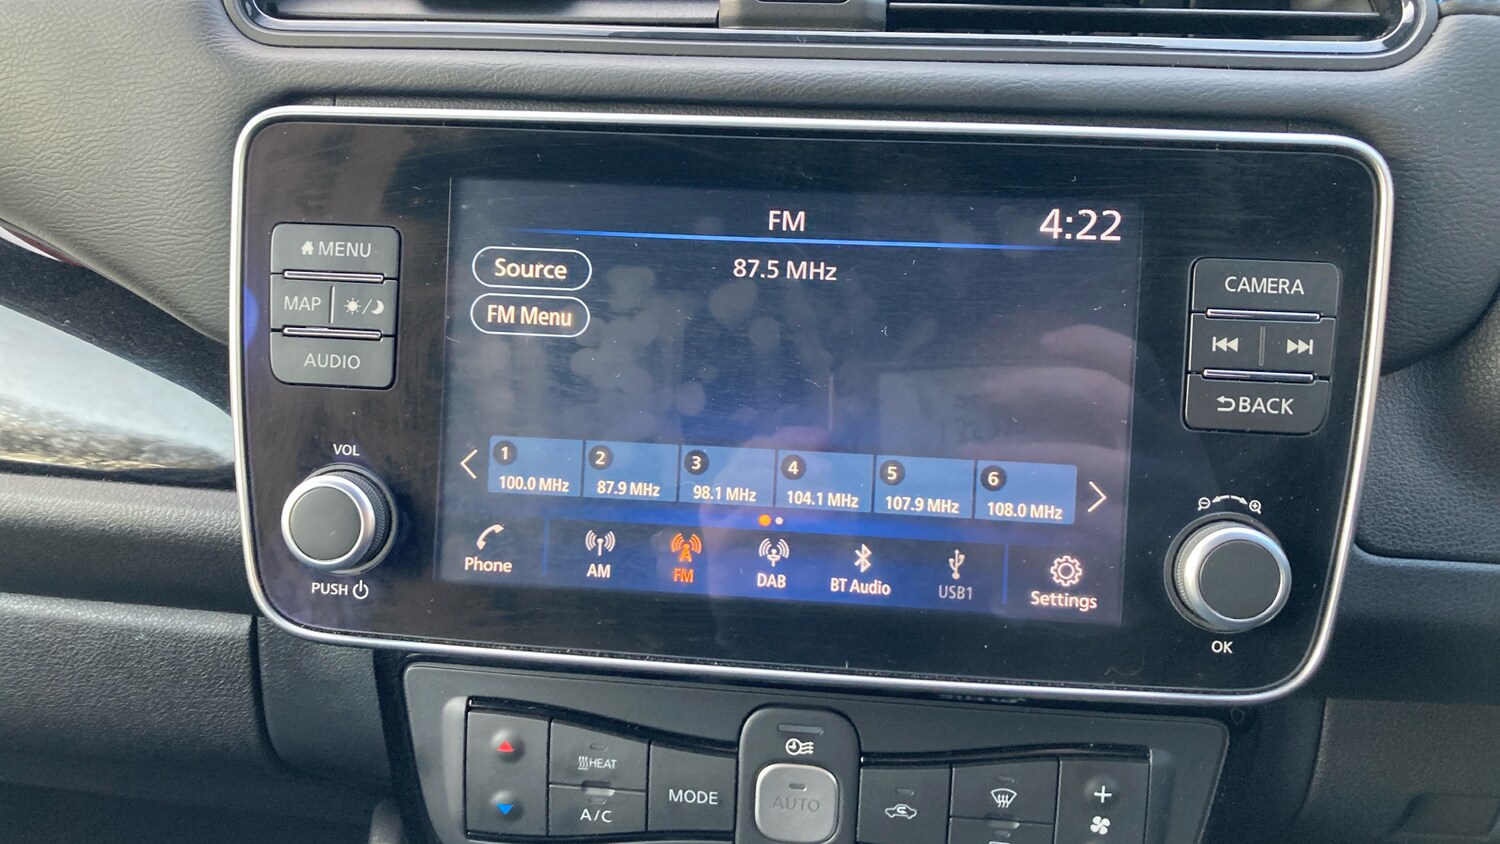 FM
4:22
Source
87.5 MHz
FM Menu
1
100.0 MHz
2
87.9 MHz
3
98.1 MHz
4
104.1 MHz
5
107.9 MHz
6
108.0 MHz
Phone
AM
FM
DAB
BT Audio
USB1
Settings
MENU
MAP
AUDIO
VOL
PUSH
CAMERA
BACK
OK
HEAT
A/C
MODE
AUTO
+